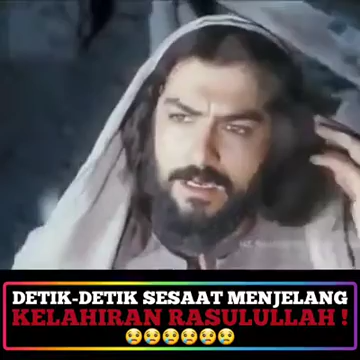 DETIK-DETIK SESAAT MENJELANG
KELAHIRAN RASULULLAH !
😢😢😢😢😢😢